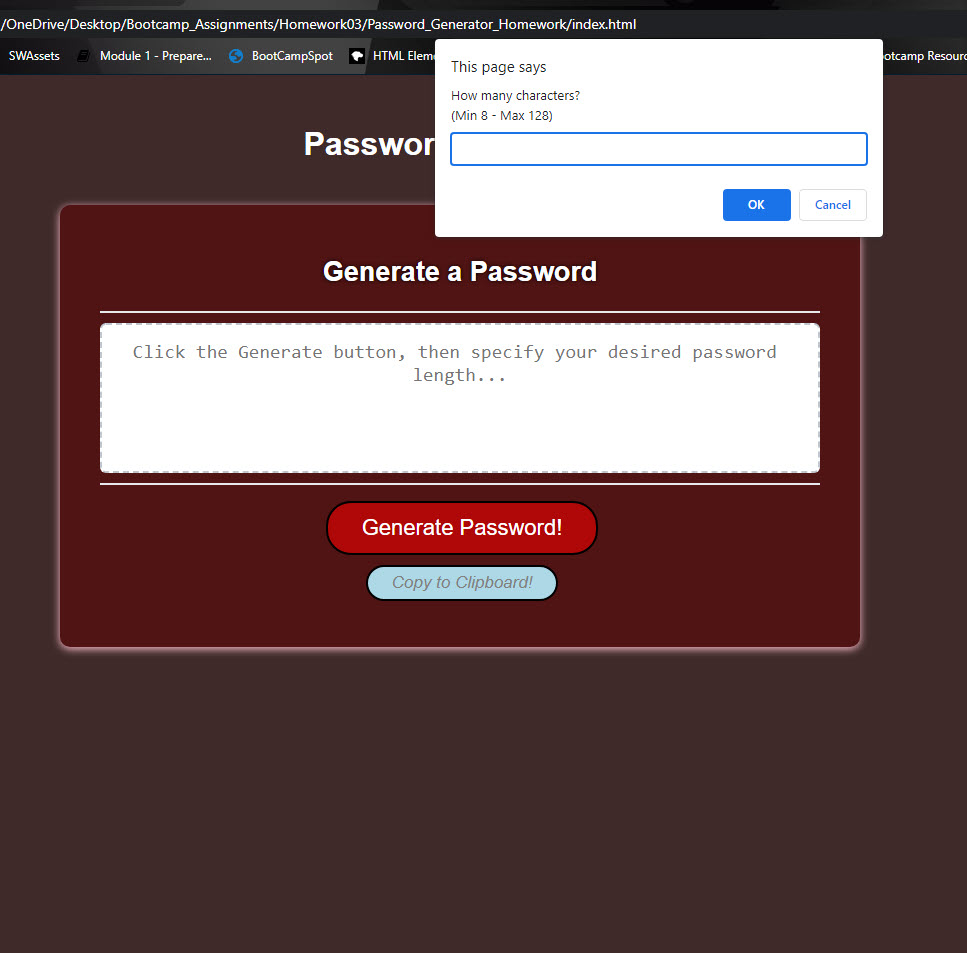 /OneDrive/Desktop/Bootcamp_Assignments/Homework03/Password_Generator_Homework/index.html
SWAssets Module 1 - Prepare... BootCampSpot HTML Eleme otcamp Resourc
This page says
How many characters?
(Min 8 - Max 128)
OK Cancel
Passwor
Generate a Password
Click the Generate button, then specify your desired password
length...
Generate Password!
Copy to Clipboard!